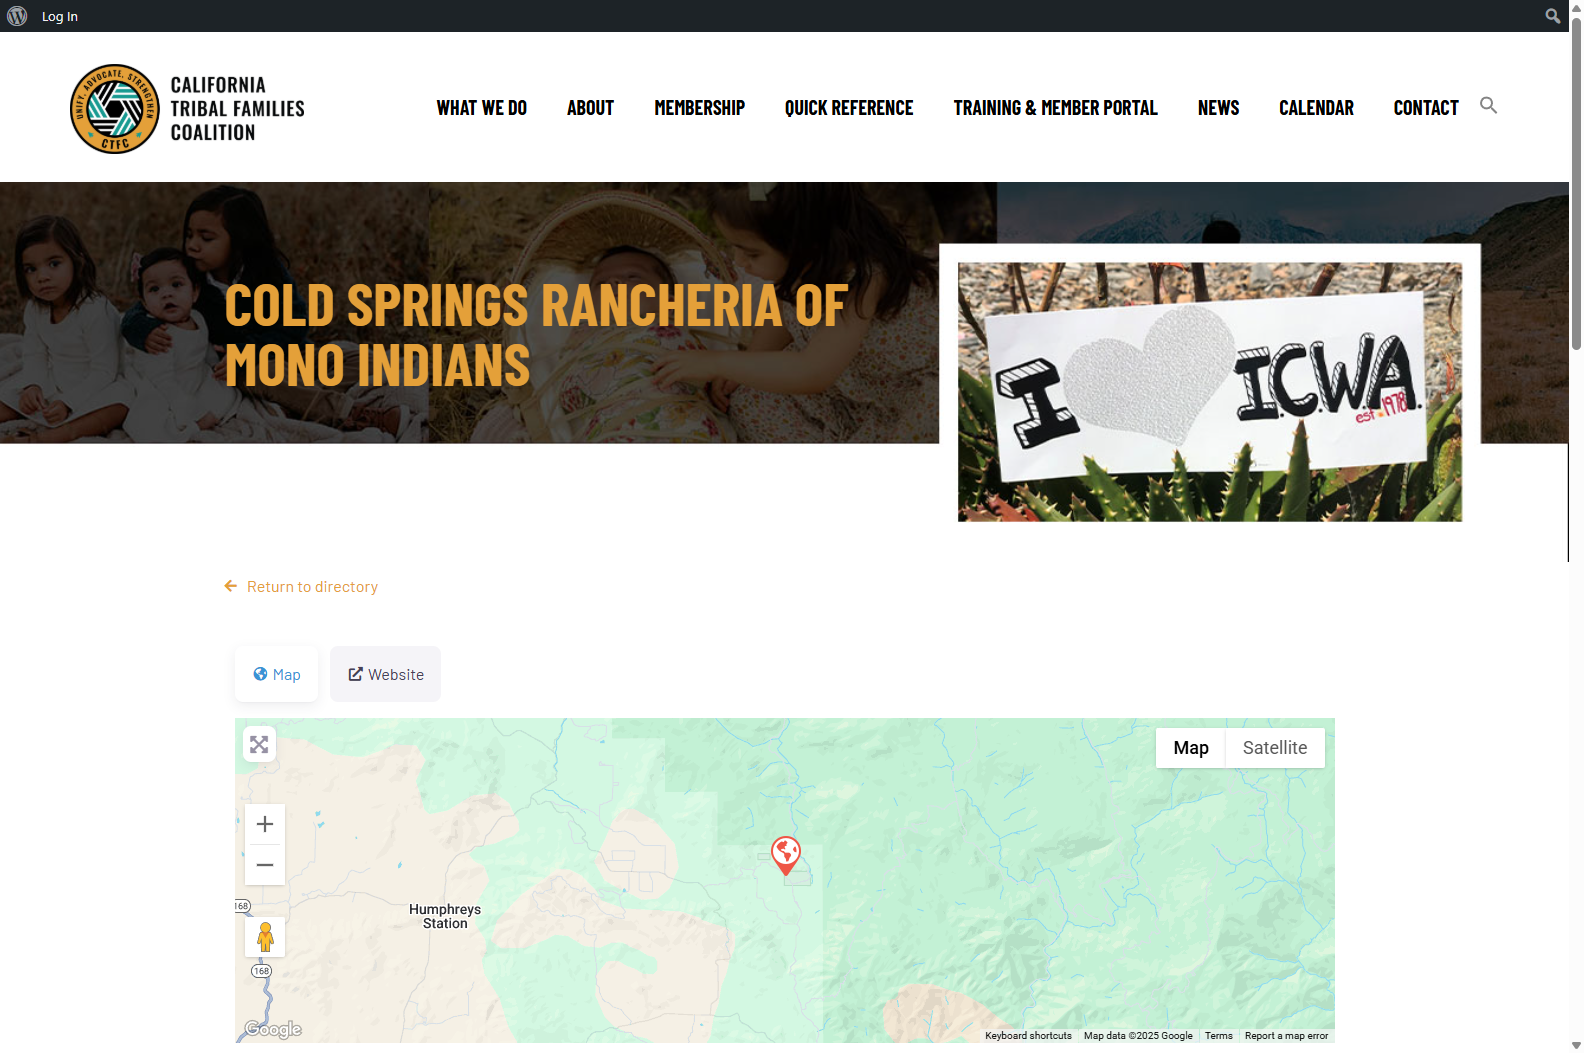 Log In
UNIFY. ADVOCATE. STRENGTHEN
CTFC
CALIFORNIA
TRIBAL FAMILIES
COALITION
WHAT WE DO
ABOUT
MEMBERSHIP
QUICK REFERENCE
TRAINING & MEMBER PORTAL
NEWS
CALENDAR
CONTACT
COLD SPRINGS RANCHERIA OF
MONO INDIANS
I I.C.W.A.
est. 1978
Return to directory
Map
Website
Map
Satellite
168
Humphreys
Station
168
Google
Keyboard shortcuts
Map data ©2025 Google
Terms
Report a map error